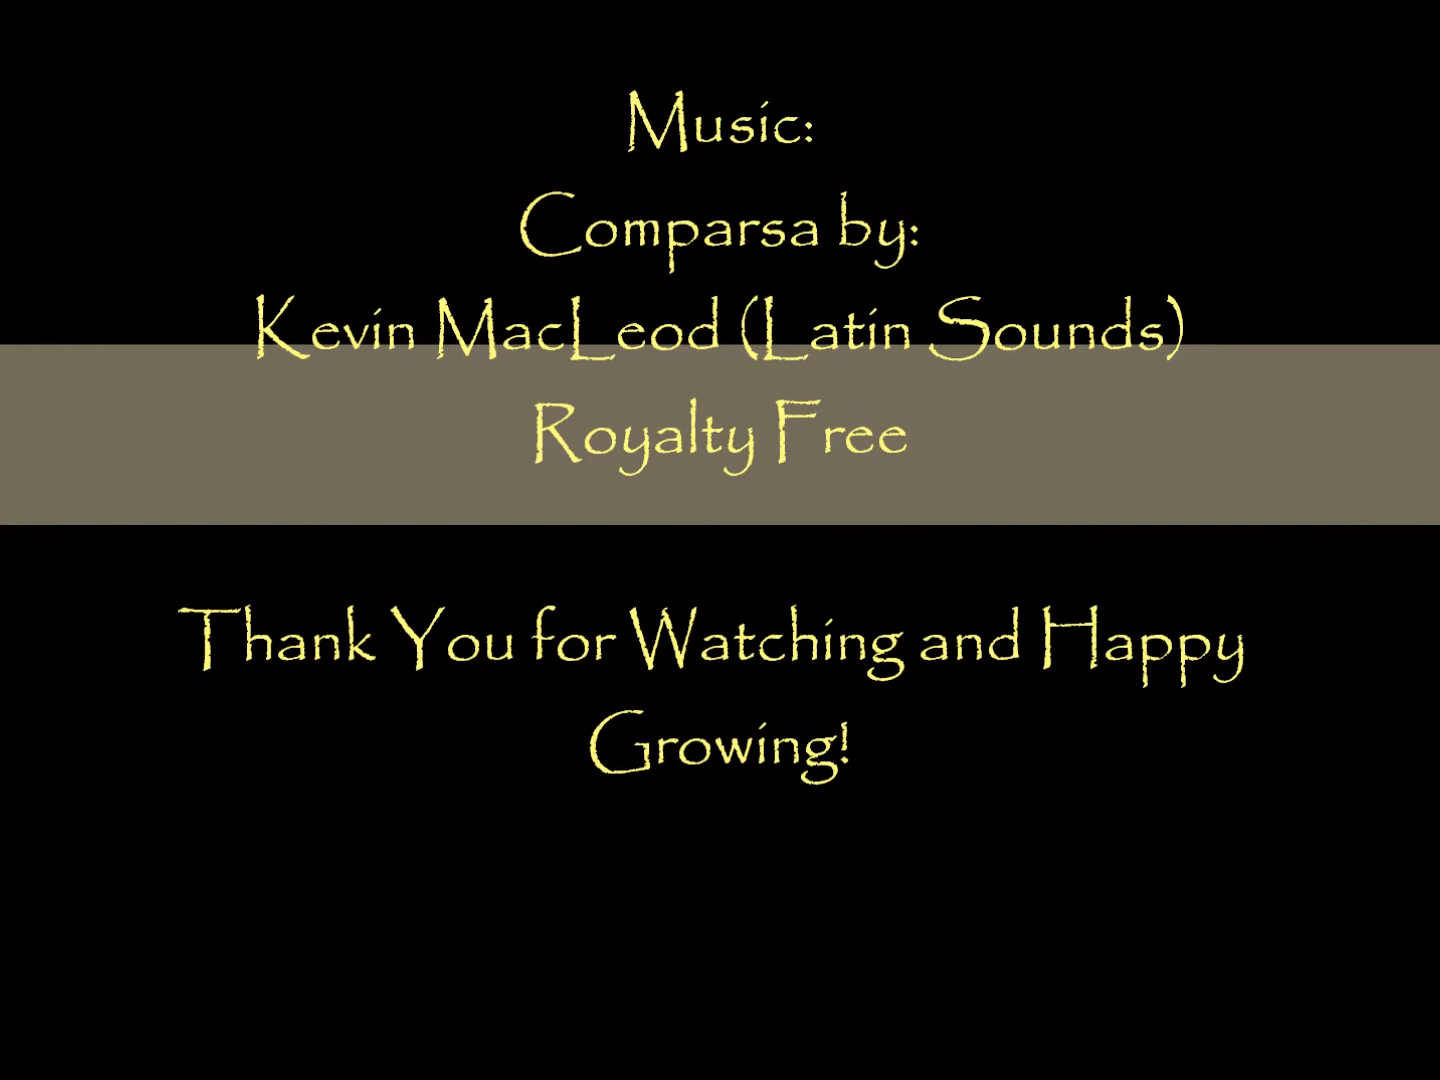 Music:
Comparsa by:
Kevin MacLeod (Latin Sounds)
Royalty Free
Thank You for Watching and Happy
Growing!